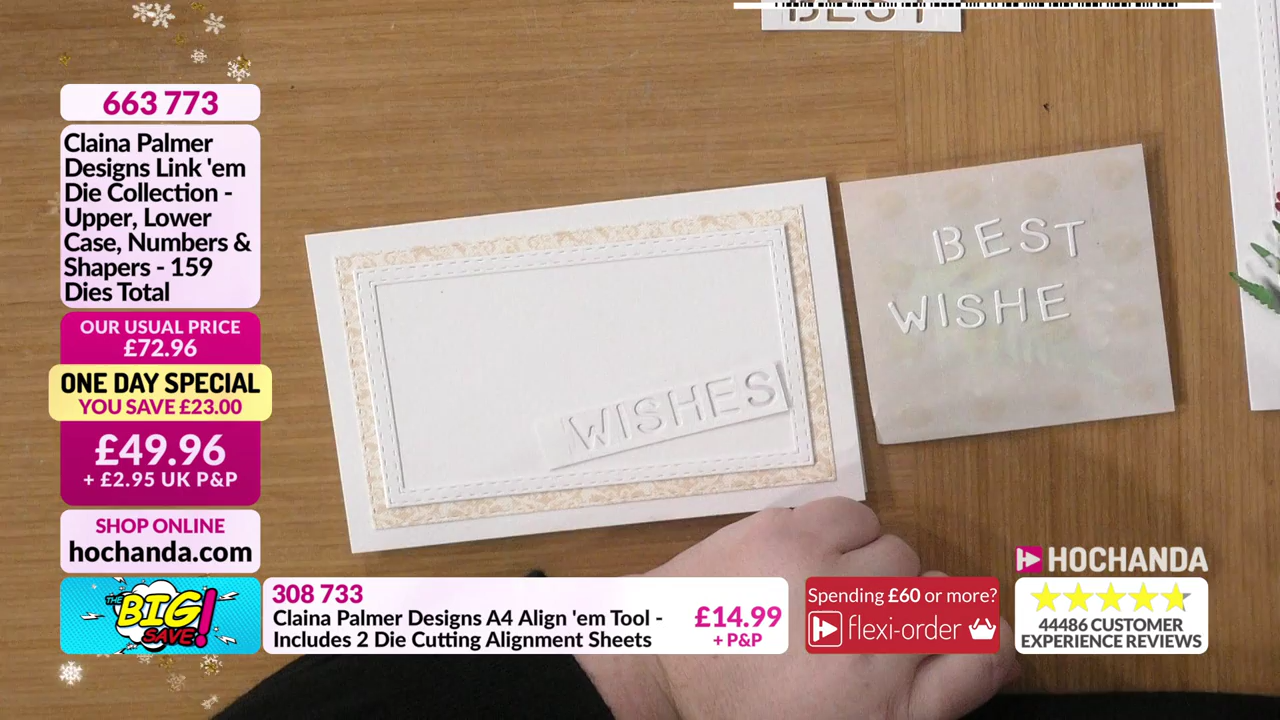 BEST
663 773
Claina Palmer
Designs Link 'em
Die Collection -
Upper, Lower
Case, Numbers &
Shapers - 159
Dies Total
OUR USUAL PRICE
£72.96
ONE DAY SPECIAL
YOU SAVE £23.00
£49.96
+ £2.95 UK P&P
SHOP ONLINE
hochanda.com
BEST
WISHE
WISHES
HOCHANDA
THE BIG SAVE!
308 733
Claina Palmer Designs A4 Align 'em Tool -
Includes 2 Die Cutting Alignment Sheets
£14.99
+ P&P
Spending £60 or more?
flexi-order
44486 CUSTOMER
EXPERIENCE REVIEWS